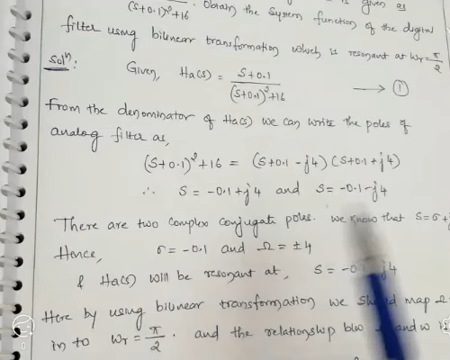 (S+0.1)²+16 . Obtain the system function of the digital
filter using bilinear transformation which is resonant at ωr = π/2
Solⁿ:
Given, Ha(s) = S+0.1 / (S+0.1)²+16 → ①
From the denominator of Ha(s) we can write the poles of
analog filter as,
(S+0.1)²+16 = (S+0.1-j4)(S+0.1+j4)
∴ S = -0.1+j4 and S = -0.1-j4
There are two complex conjugate poles. We know that S=σ+
Hence, σ = -0.1 and Ω = ±4
& Ha(s) will be resonant at, S = j4
Here by using bilinear transformation we should map Ω
in to ωr = π/2 . and the relationship b/w and ω is